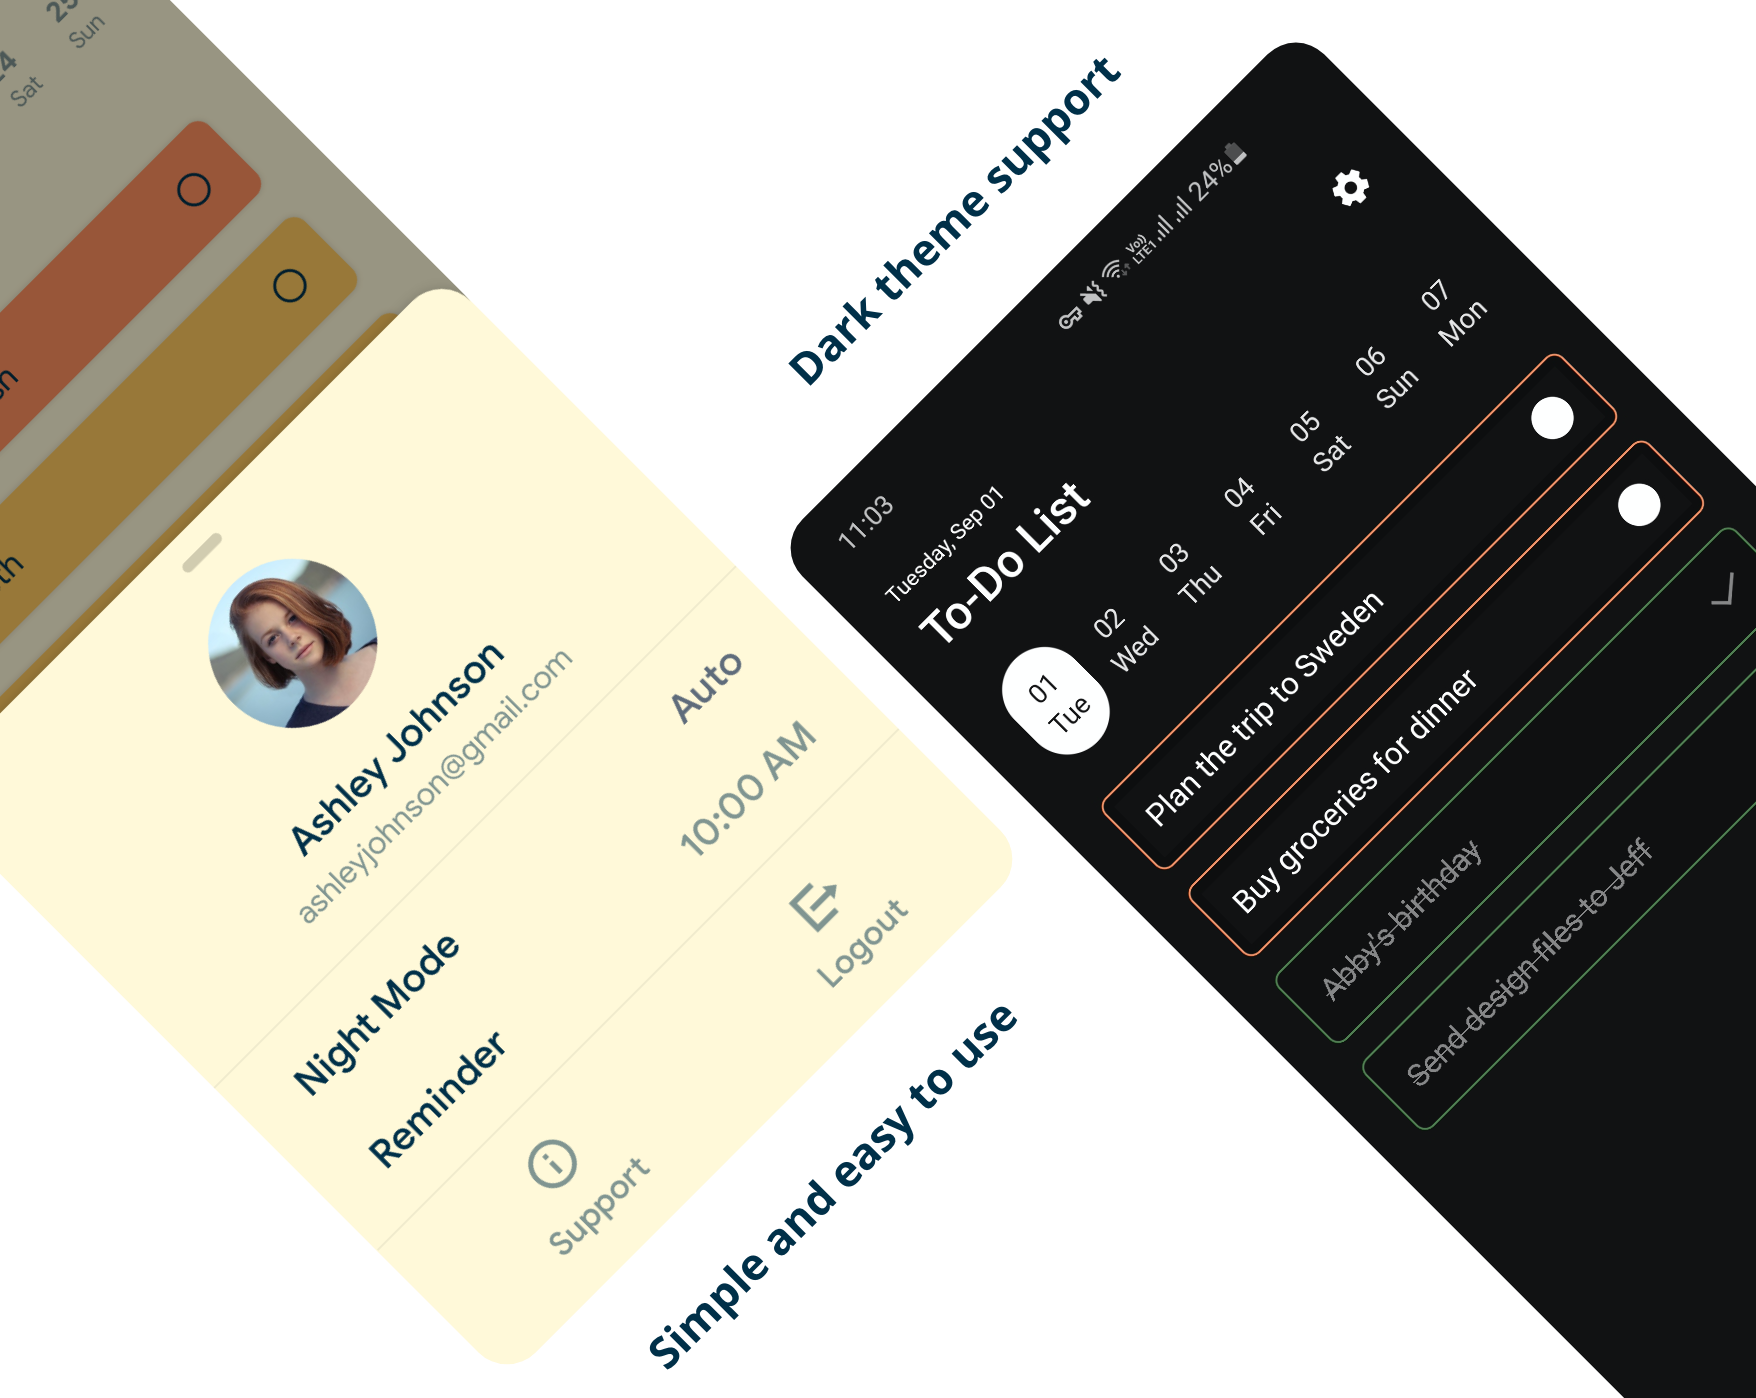 25
Sun
Sat
Ashley Johnson
ashleyjohnson@gmail.com
Night Mode
Auto
Reminder
10:00 AM
Support
Logout
Dark theme support
Simple and easy to use
11:03
Vo))
LTE1
24%
Tuesday, Sep 01
To-Do List
01 Tue
02 Wed
03 Thu
04 Fri
05 Sat
06 Sun
07 Mon
Plan the trip to Sweden
Buy groceries for dinner
Abby's birthday
Send design files to Jeff